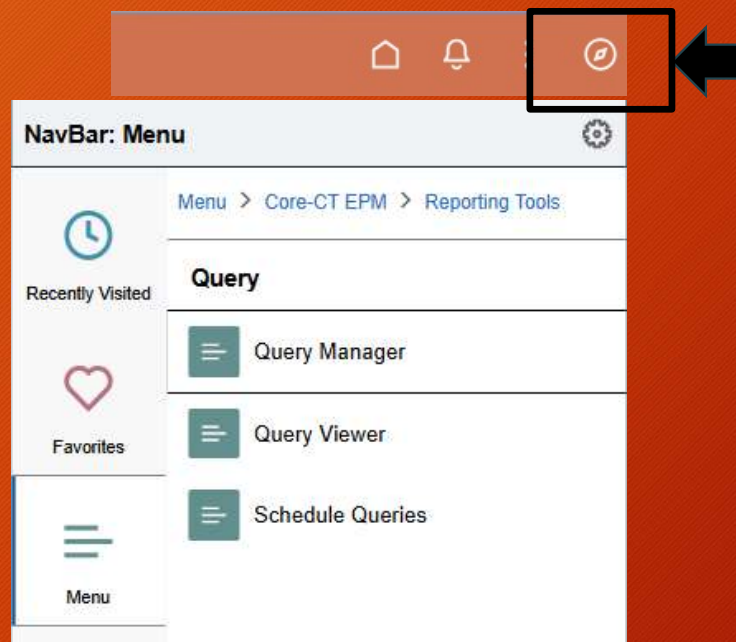 NavBar: Menu
Menu > Core-CT EPM > Reporting Tools
Recently Visited
Query
Query Manager
Favorites
Query Viewer
Schedule Queries
Menu